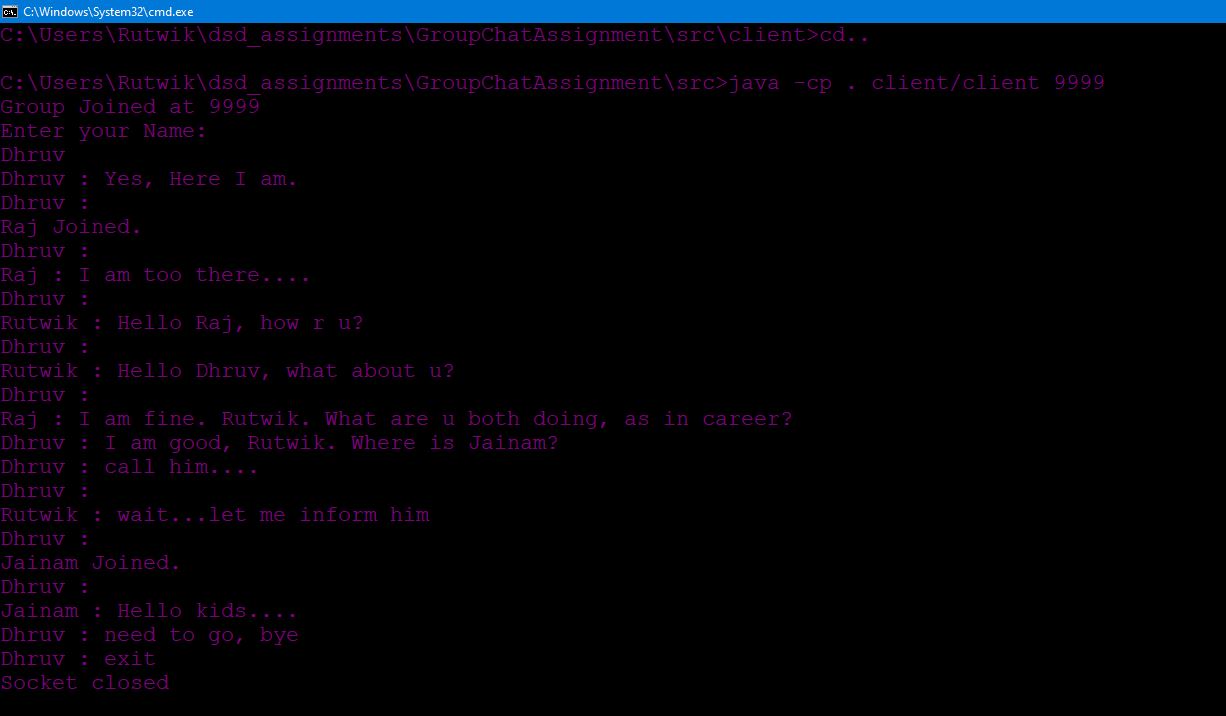 C:\Windows\System32\cmd.exe
C:\Users\Rutwik\dsd_assignments\GroupChatAssignment\src\client>cd..
C:\Users\Rutwik\dsd_assignments\GroupChatAssignment\src>java -cp . client/client 9999
Group Joined at 9999
Enter your Name:
Dhruv
Dhruv : Yes, Here I am.
Dhruv :
Raj Joined.
Dhruv :
Raj : I am too there....
Dhruv :
Rutwik : Hello Raj, how r u?
Dhruv :
Rutwik : Hello Dhruv, what about u?
Dhruv :
Raj : I am fine. Rutwik. What are u both doing, as in career?
Dhruv : I am good, Rutwik. Where is Jainam?
Dhruv : call him....
Dhruv :
Rutwik : wait...let me inform him
Dhruv :
Jainam Joined.
Dhruv :
Jainam : Hello kids....
Dhruv : need to go, bye
Dhruv : exit
Socket closed